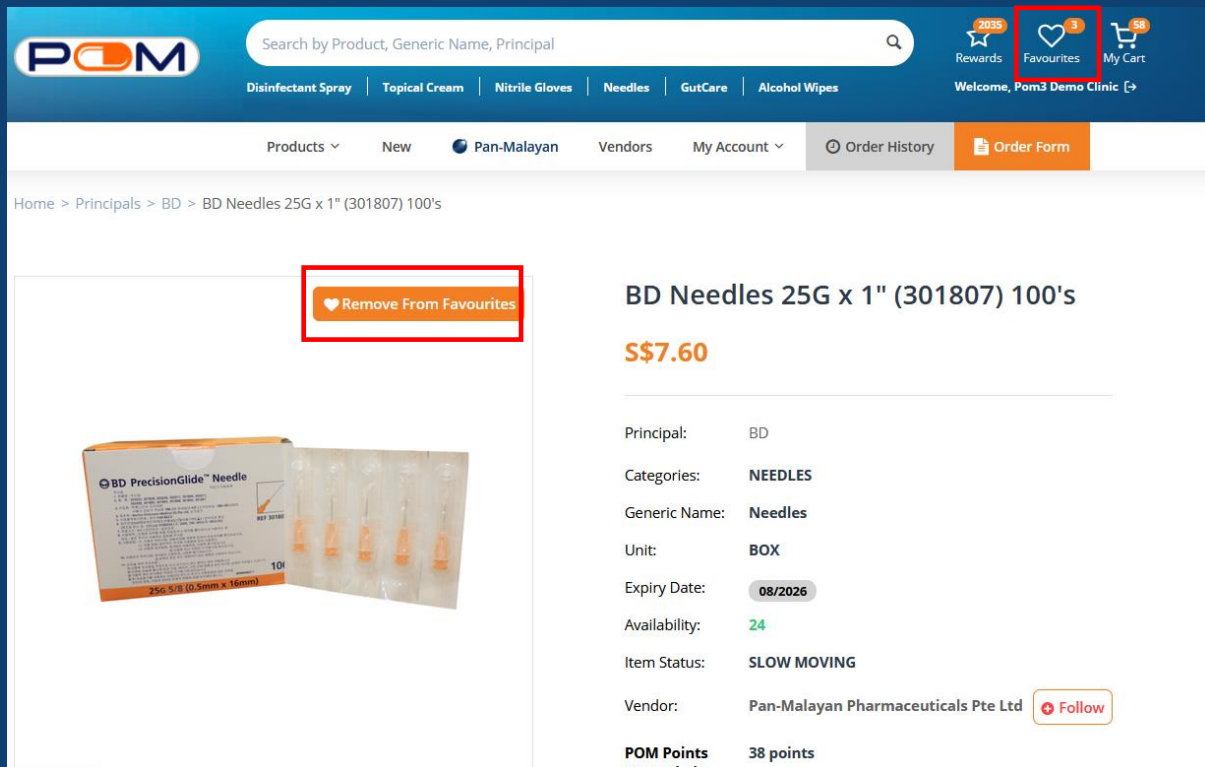 POM
Search by Product, Generic Name, Principal
2035
Rewards
3
Favourites
58
My Cart
Disinfectant Spray
Topical Cream
Nitrile Gloves
Needles
GutCare
Alcohol Wipes
Welcome, Pom3 Demo Clinic
Products
New
Pan-Malayan
Vendors
My Account
Order History
Order Form
Home > Principals > BD > BD Needles 25G x 1" (301807) 100's
Remove From Favourites
BD PrecisionGlide™ Needle
25G 5/8 (0.5mm x 16mm)
BD Needles 25G x 1" (301807) 100's
S$7.60
Principal: BD
Categories: NEEDLES
Generic Name: Needles
Unit: BOX
Expiry Date: 08/2026
Availability: 24
Item Status: SLOW MOVING
Vendor: Pan-Malayan Pharmaceuticals Pte Ltd
Follow
POM Points 38 points